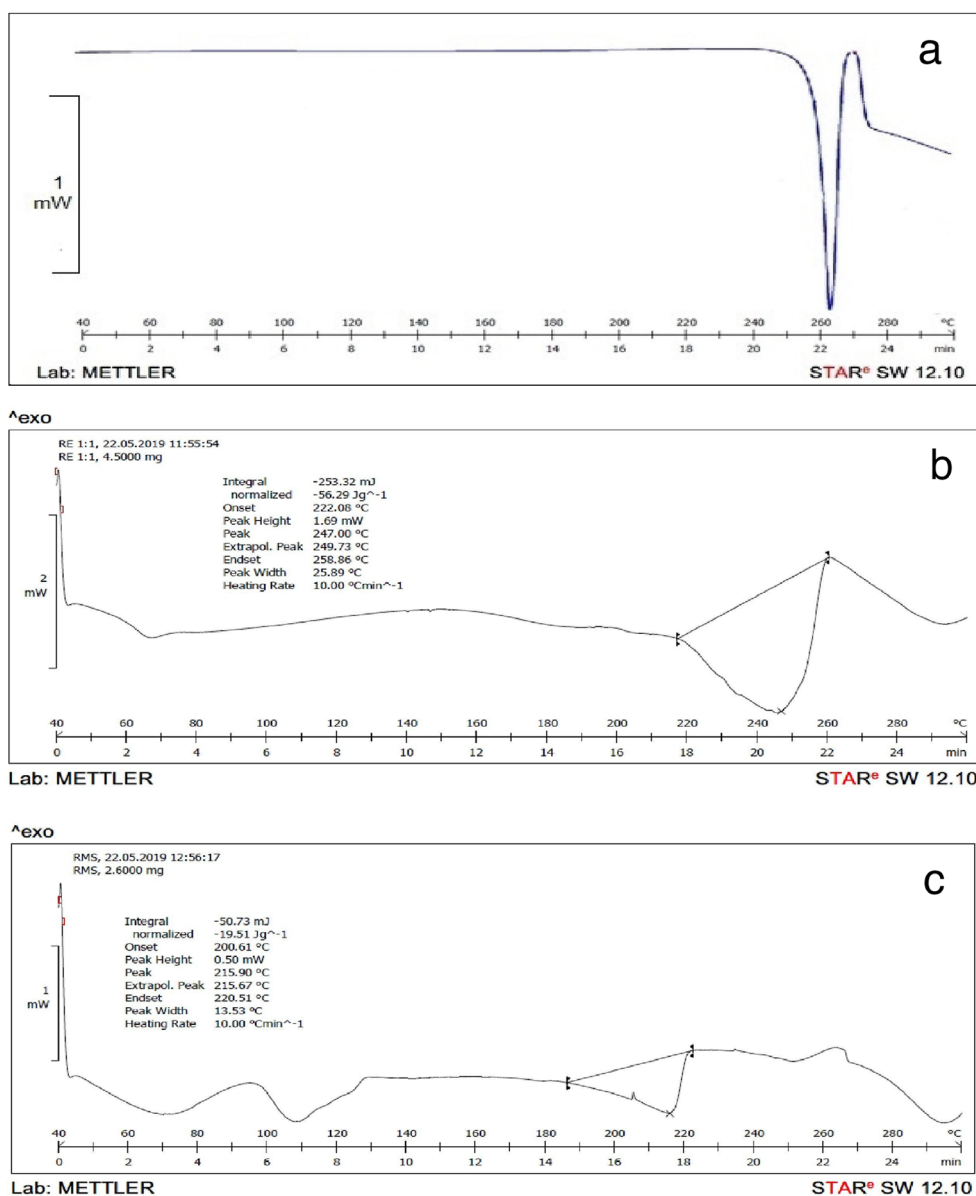 a
1
mW
40 60 80 100 120 140 160 180 200 220 240 260 280 °C
0 2 4 6 8 10 12 14 16 18 20 22 24 min
Lab: METTLER STARe SW 12.10
^exo
RE 1:1, 22.05.2019 11:55:54
RE 1:1, 4.5000 mg
b
Integral -253.32 mJ
normalized -56.29 Jg^-1
Onset 222.08 °C
Peak Height 1.69 mW
Peak 247.00 °C
Extrapol. Peak 249.73 °C
Endset 258.86 °C
Peak Width 25.89 °C
Heating Rate 10.00 °Cmin^-1
2
mW
40 60 80 100 120 140 160 180 200 220 240 260 280 °C
0 2 4 6 8 10 12 14 16 18 20 22 24 min
Lab: METTLER STARe SW 12.10
^exo
RMS, 22.05.2019 12:56:17
RMS, 2.6000 mg
c
Integral -50.73 mJ
normalized -19.51 Jg^-1
Onset 200.61 °C
Peak Height 0.50 mW
Peak 215.90 °C
Extrapol. Peak 215.67 °C
Endset 220.51 °C
Peak Width 13.53 °C
Heating Rate 10.00 °Cmin^-1
1
mW
40 60 80 100 120 140 160 180 200 220 240 260 280 °C
0 2 4 6 8 10 12 14 16 18 20 22 24 min
Lab: METTLER STARe SW 12.10